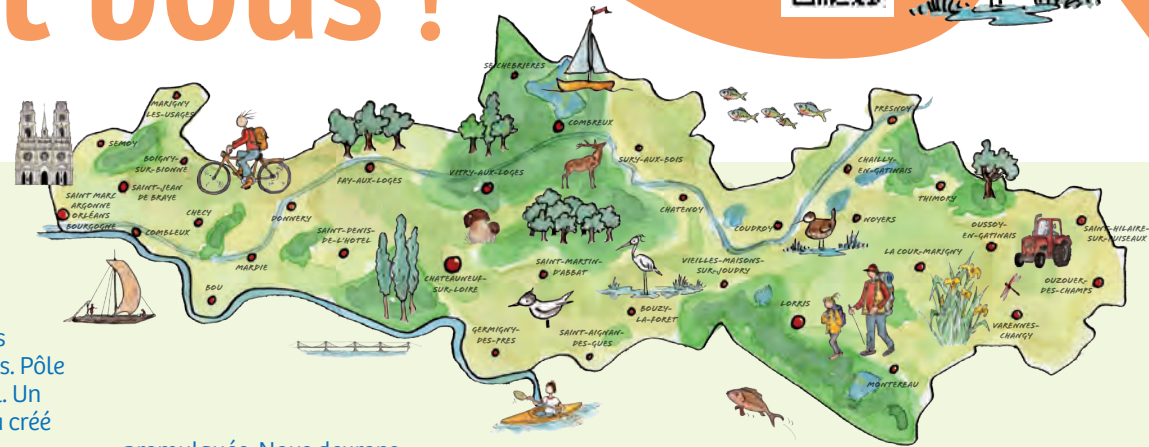 t bous !
SEICHEBRIERES
MARIGNY
LES-USAGES
SEMOY
BOIGNY-
SUR-BIONNE
SAINT-JEAN
DE BRAYE
SAINT MARC
ARGONNE
ORLÉANS
BOURGOGNE
CHECY
COMBLEUX
DONNERY
MARDIE
BOU
FAY-AUX-LOGES
SAINT-DENIS-
DE-L'HOTEL
VITRY-AUX-LOGES
COMBREUX
SURY-AUX-BOIS
CHATENOY
CHATEAUNEUF-
SUR-LOIRE
SAINT-MARTIN-
D'ABBAT
GERMIGNY-
DES-PRES
SAINT-AIGNAN-
DES-GUES
BOUZY-
LA-FORET
VIEILLES-MAISONS-
SUR-JOUDRY
COUDROY
PRESNOY
CHAILLY-
EN-GATINAIS
THIMORY
NOYERS
LA COUR-MARIGNY
OUSSOY-
EN-GATINAIS
SAINT-HILAIRE-
SUR-PUISEAUX
OUZOUER-
DES-CHAMPS
VARENNES-
CHANGY
LORRIS
MONTEREAU
s
s. Pôle
. Un
créé